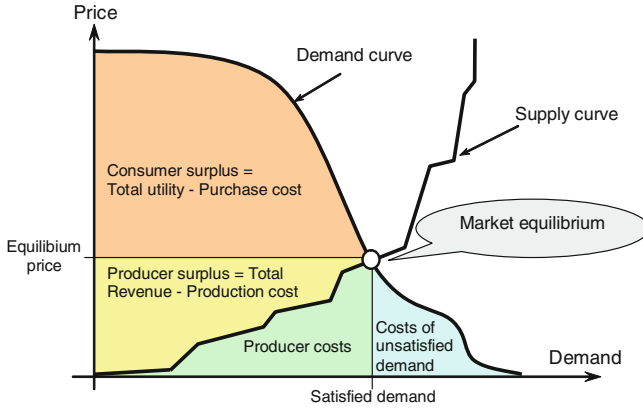 Price
Demand curve
Supply curve
Consumer surplus =
Total utility - Purchase cost
Market equilibrium
Equilibium
price
Producer surplus = Total
Revenue - Production cost
Producer costs
Costs of
unsatisfied
demand
Demand
Satisfied demand